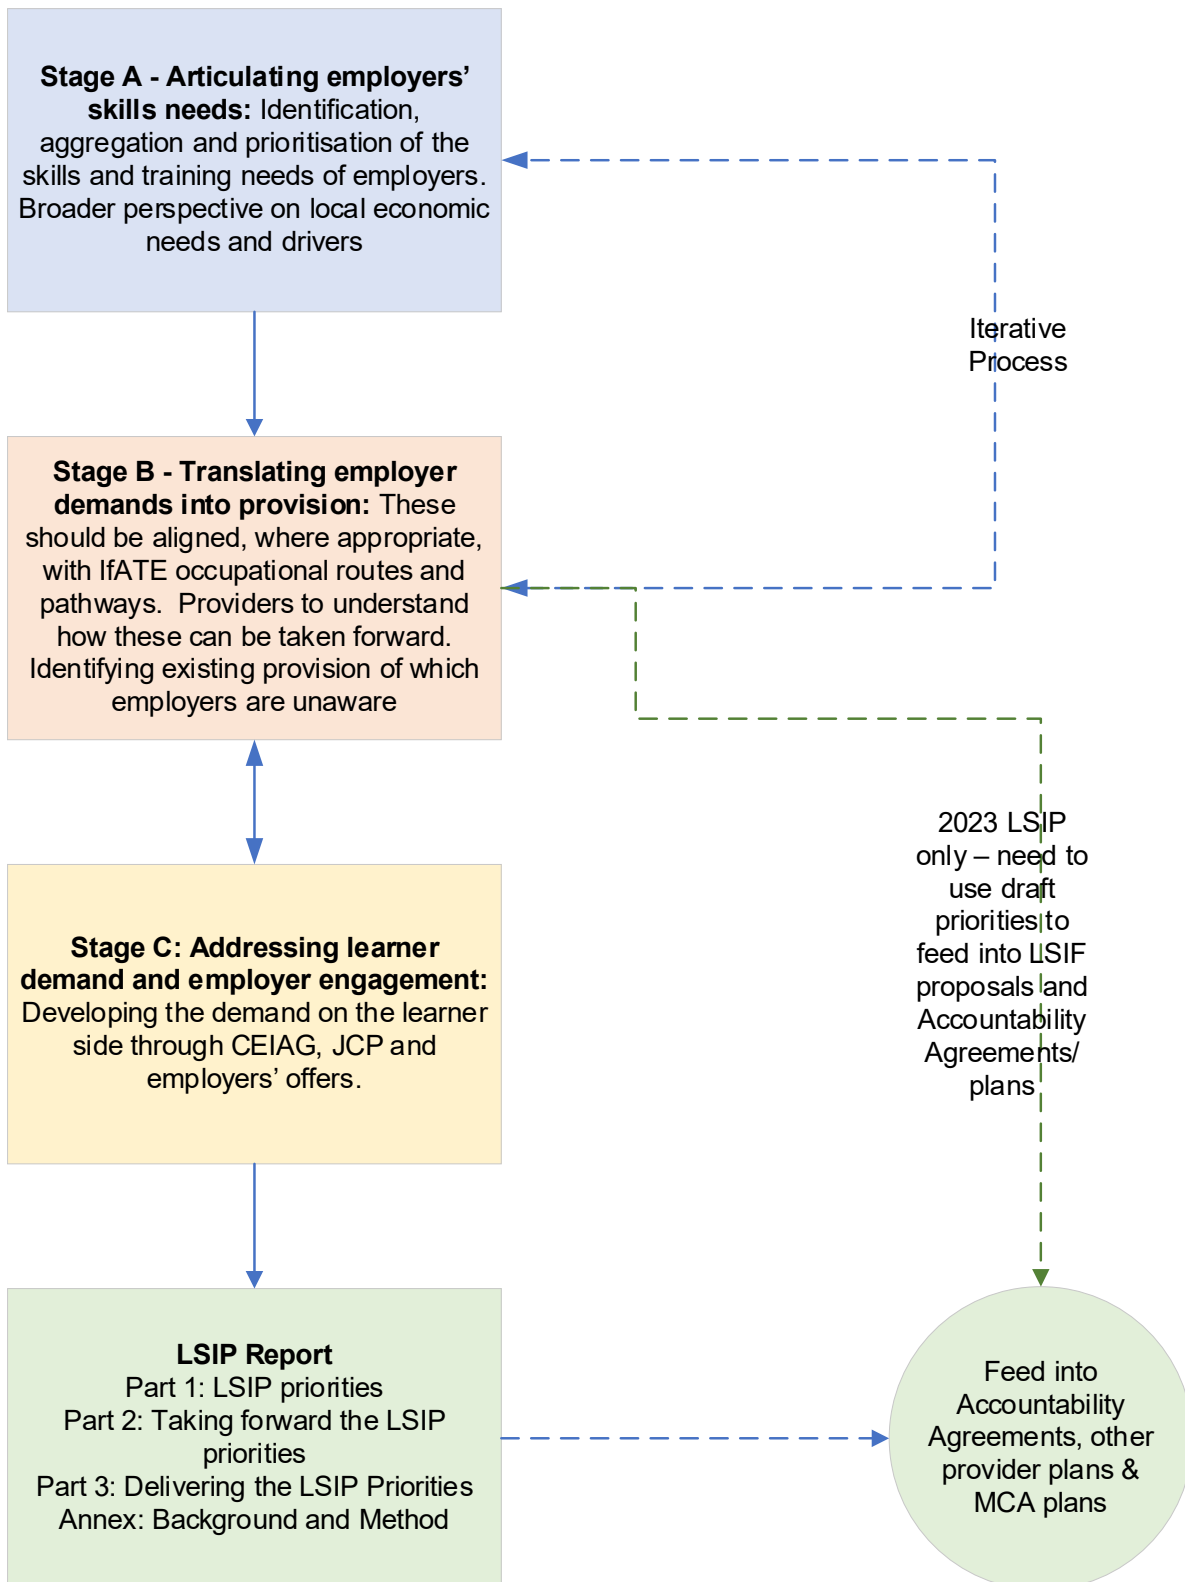 Stage A - Articulating employers’
skills needs: Identification,
aggregation and prioritisation of the
skills and training needs of employers.
Broader perspective on local economic
needs and drivers
Iterative
Process
Stage B - Translating employer
demands into provision: These
should be aligned, where appropriate,
with IfATE occupational routes and
pathways.  Providers to understand
how these can be taken forward.
Identifying existing provision of which
employers are unaware
2023 LSIP
only – need to
use draft
priorities to
feed into LSIF
proposals and
Accountability
Agreements/
plans
Stage C: Addressing learner
demand and employer engagement:
Developing the demand on the learner
side through CEIAG, JCP and
employers’ offers.
LSIP Report
Part 1: LSIP priorities
Part 2: Taking forward the LSIP
priorities
Part 3: Delivering the LSIP Priorities
Annex: Background and Method
Feed into
Accountability
Agreements, other
provider plans &
MCA plans